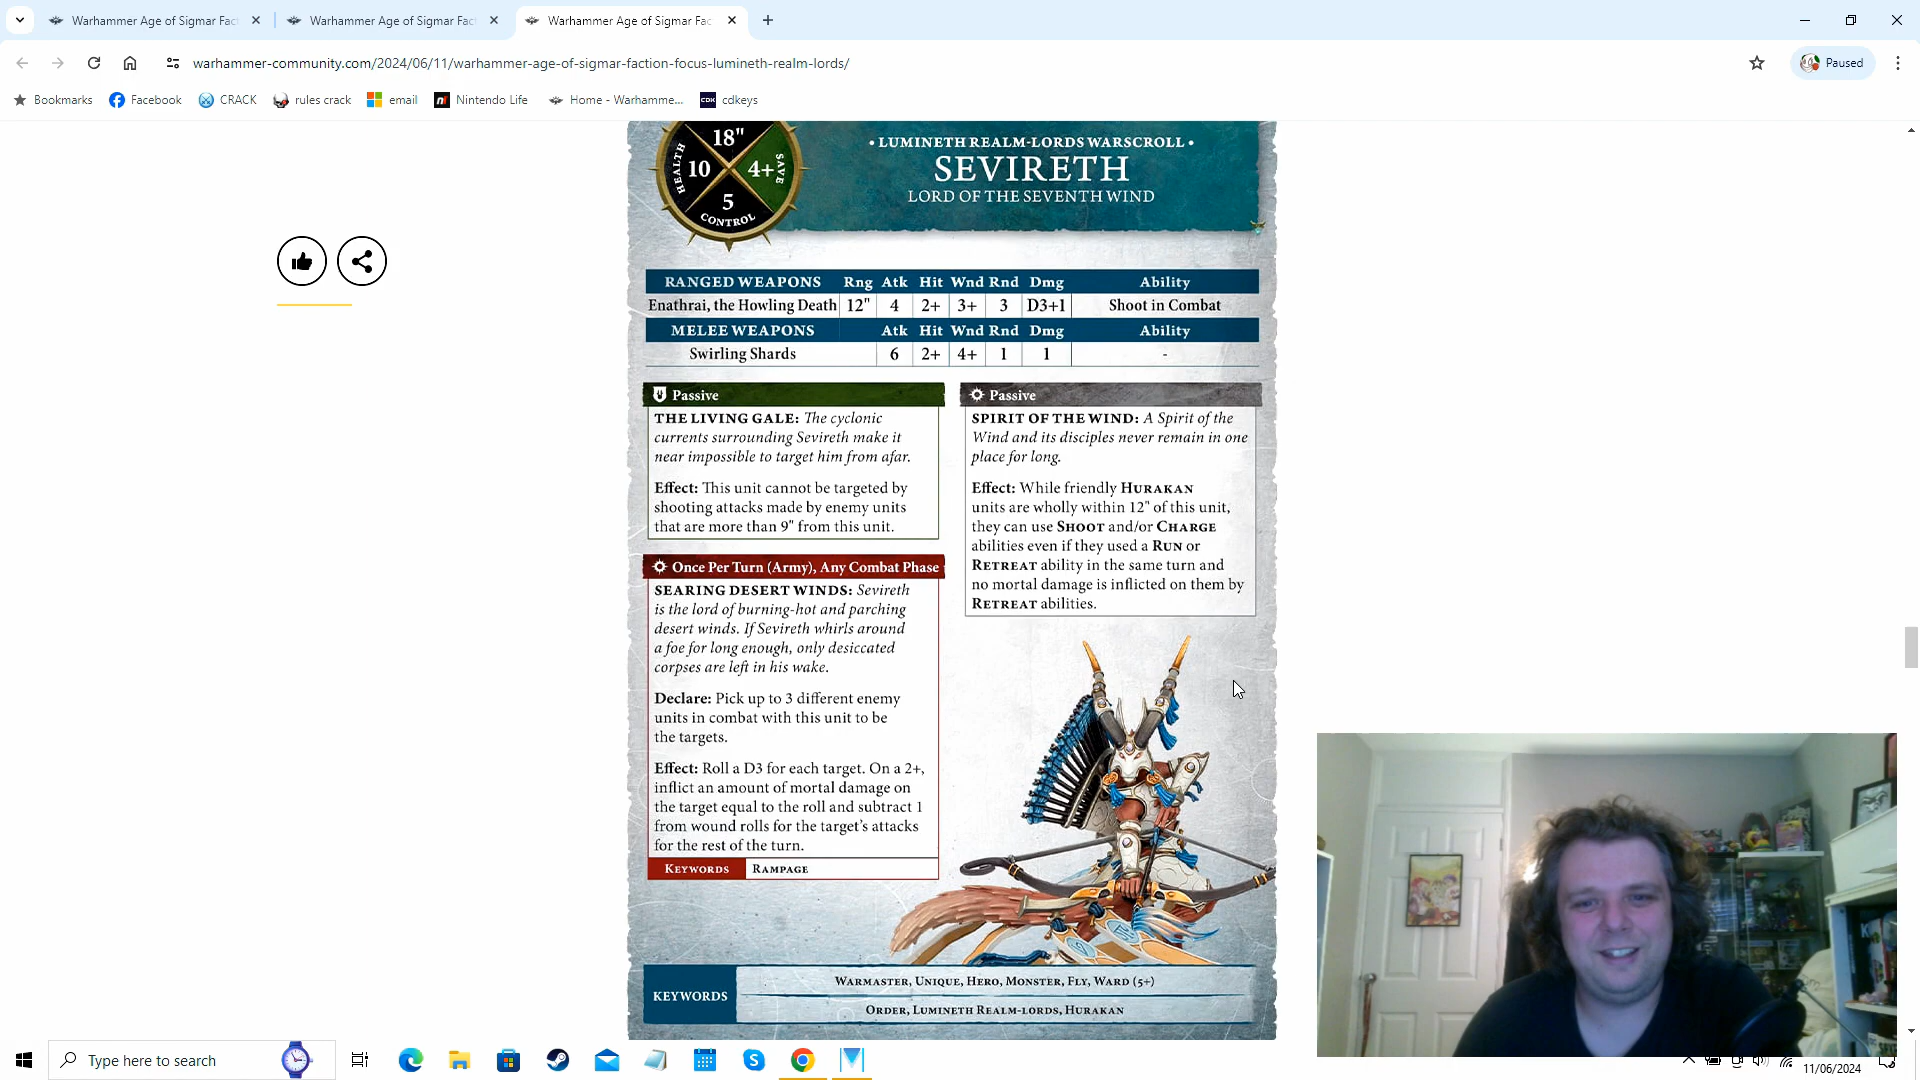 Warhammer Age of Sigmar Fac
Warhammer Age of Sigmar Fac
Warhammer Age of Sigmar Fac
warhammer-community.com/2024/06/11/warhammer-age-of-sigmar-faction-focus-lumineth-realm-lords/
Paused
Bookmarks
Facebook
CRACK
rules crack
email
Nintendo Life
Home - Warhamme...
cdkeys
18"
HEALTH
10
4+
SAVE
5
CONTROL
• LUMINETH REALM-LORDS WARSCROLL •
SEVIRETH
LORD OF THE SEVENTH WIND
RANGED WEAPONS Rng Atk Hit Wnd Rnd Dmg Ability
Enathrai, the Howling Death 12" 4 2+ 3+ 3 D3+1 Shoot in Combat
MELEE WEAPONS Atk Hit Wnd Rnd Dmg Ability
Swirling Shards 6 2+ 4+ 1 1 -
Passive
THE LIVING GALE: The cyclonic
currents surrounding Sevireth make it
near impossible to target him from afar.
Effect: This unit cannot be targeted by
shooting attacks made by enemy units
that are more than 9" from this unit.
Once Per Turn (Army), Any Combat Phase
SEARING DESERT WINDS: Sevireth
is the lord of burning-hot and parching
desert winds. If Sevireth whirls around
a foe for long enough, only desiccated
corpses are left in his wake.
Declare: Pick up to 3 different enemy
units in combat with this unit to be
the targets.
Effect: Roll a D3 for each target. On a 2+,
inflict an amount of mortal damage on
the target equal to the roll and subtract 1
from wound rolls for the target's attacks
for the rest of the turn.
KEYWORDS RAMPAGE
Passive
SPIRIT OF THE WIND: A Spirit of the
Wind and its disciples never remain in one
place for long.
Effect: While friendly HURAKAN
units are wholly within 12" of this unit,
they can use SHOOT and/or CHARGE
abilities even if they used a RUN or
RETREAT ability in the same turn and
no mortal damage is inflicted on them by
RETREAT abilities.
KEYWORDS
WARMASTER, UNIQUE, HERO, MONSTER, FLY, WARD (5+)
ORDER, LUMINETH REALM-LORDS, HURAKAN
Type here to search
11/06/2024